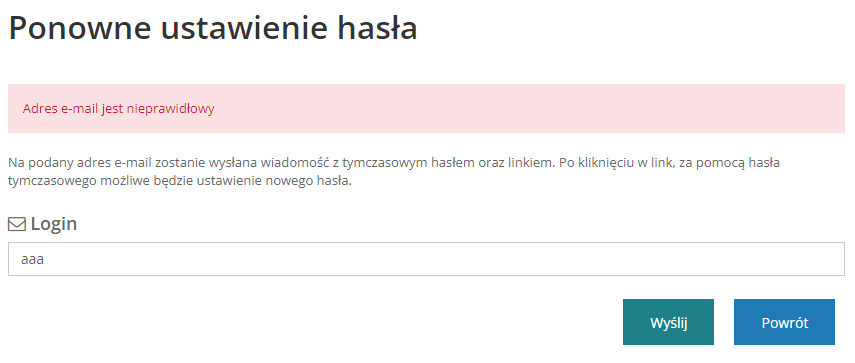 Ponowne ustawienie hasła
Adres e-mail jest nieprawidłowy
Na podany adres e-mail zostanie wysłana wiadomość z tymczasowym hasłem oraz linkiem. Po kliknięciu w link, za pomocą hasła
tymczasowego możliwe będzie ustawienie nowego hasła.
Login
aaa
Wyślij Powrót